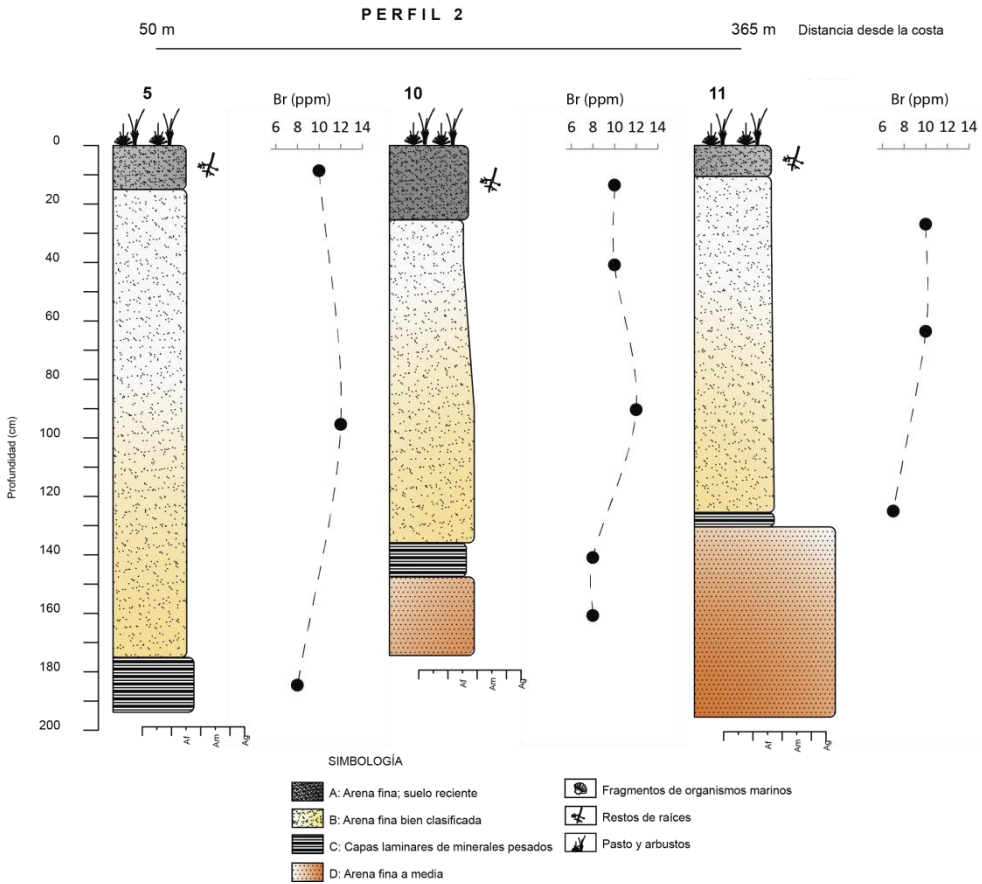 PERFIL 2
50 m
365 m
Distancia desde la costa
5
Br (ppm)
6 8 10 12 14
10
Br (ppm)
6 8 10 12 14
11
Br (ppm)
6 8 10 12 14
Profundidad (cm)
0
20
40
60
80
100
120
140
160
180
200
Af
Am
Ag
Af
Am
Ag
Af
Am
Ag
SIMBOLOGÍA
A: Arena fina; suelo reciente
B: Arena fina bien clasificada
C: Capas laminares de minerales pesados
D: Arena fina a media
Fragmentos de organismos marinos
Restos de raíces
Pasto y arbustos